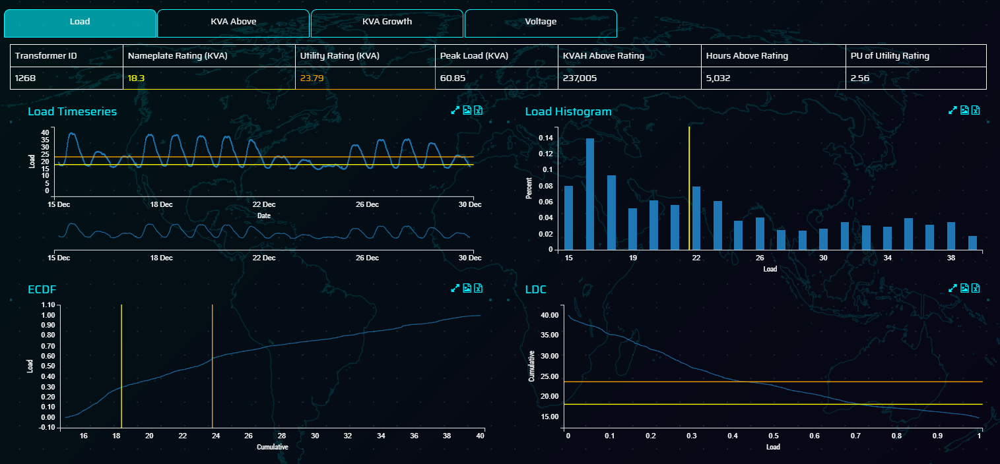 Load KVA Above KVA Growth Voltage
Transformer ID Nameplate Rating (KVA) Utility Rating (KVA) Peak Load (KVA) KVAH Above Rating Hours Above Rating PU of Utility Rating
1268 18.3 23.79 60.85 237,005 5,032 2.56
Load Timeseries
40
35
30
25
20
15
10
5
0
Load
15 Dec 18 Dec 22 Dec 26 Dec 30 Dec
Date
15 Dec 18 Dec 22 Dec 26 Dec 30 Dec
Load Histogram
0.14
0.12
0.1
0.08
0.06
0.04
0.02
0
Percent
15 19 22 26 30 34 38
Load
ECDF
1.10
1.00
0.90
0.80
0.70
0.60
0.50
0.40
0.30
0.20
0.10
0.00
-0.10
Load
16 18 20 22 24 26 28 30 32 34 36 38 40
Cumulative
LDC
40.00
35.00
30.00
25.00
20.00
15.00
Cumulative
0 0.1 0.2 0.3 0.4 0.5 0.6 0.7 0.8 0.9 1
Load